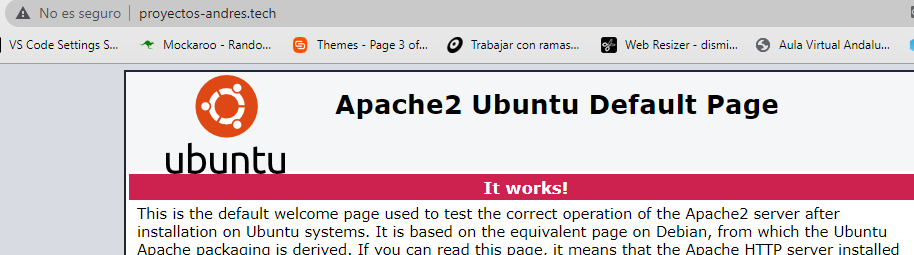 No es seguro proyectos-andres.tech
VS Code Settings S... Mockaroo - Rando... Themes - Page 3 of... Trabajar con ramas... Web Resizer - dismi... Aula Virtual Andalu...
Apache2 Ubuntu Default Page
ubuntu
It works!
This is the default welcome page used to test the correct operation of the Apache2 server after
installation on Ubuntu systems. It is based on the equivalent page on Debian, from which the Ubuntu
Apache packaging is derived. If you can read this page, it means that the Apache HTTP server installed